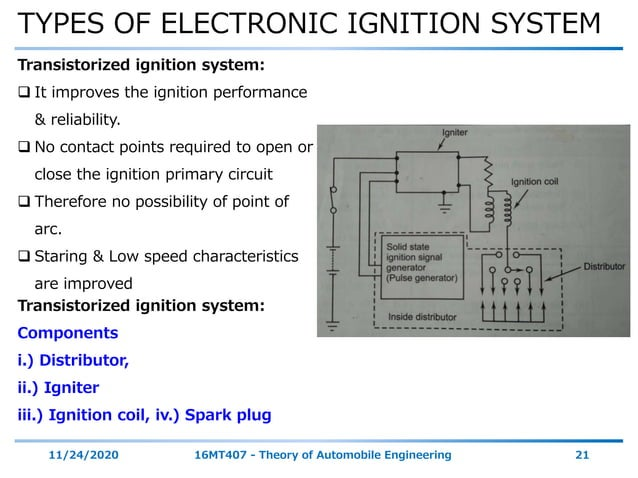 TYPES OF ELECTRONIC IGNITION SYSTEM
Transistorized ignition system:
❑ It improves the ignition performance
& reliability.
❑ No contact points required to open or
close the ignition primary circuit
❑ Therefore no possibility of point of
arc.
❑ Staring & Low speed characteristics
are improved
Transistorized ignition system:
Components
i.) Distributor,
ii.) Igniter
iii.) Ignition coil, iv.) Spark plug
Igniter
Ignition coil
Solid state
ignition signal
generator
(Pulse generator)
Distributor
Inside distributor
11/24/2020
16MT407 - Theory of Automobile Engineering
21